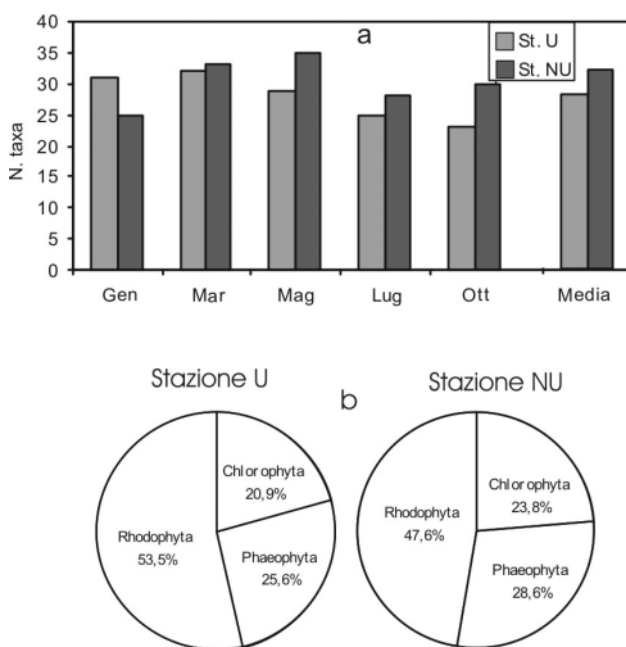 40
35
30
25
20
15
10
5
0
N. taxa
a
St. U
St. NU
Gen Mar Mag Lug Ott Media
Stazione U
b
Stazione NU
Chlorophyta
20,9%
Rhodophyta
53,5%
Phaeophyta
25,6%
Chlorophyta
23,8%
Rhodophyta
47,6%
Phaeophyta
28,6%